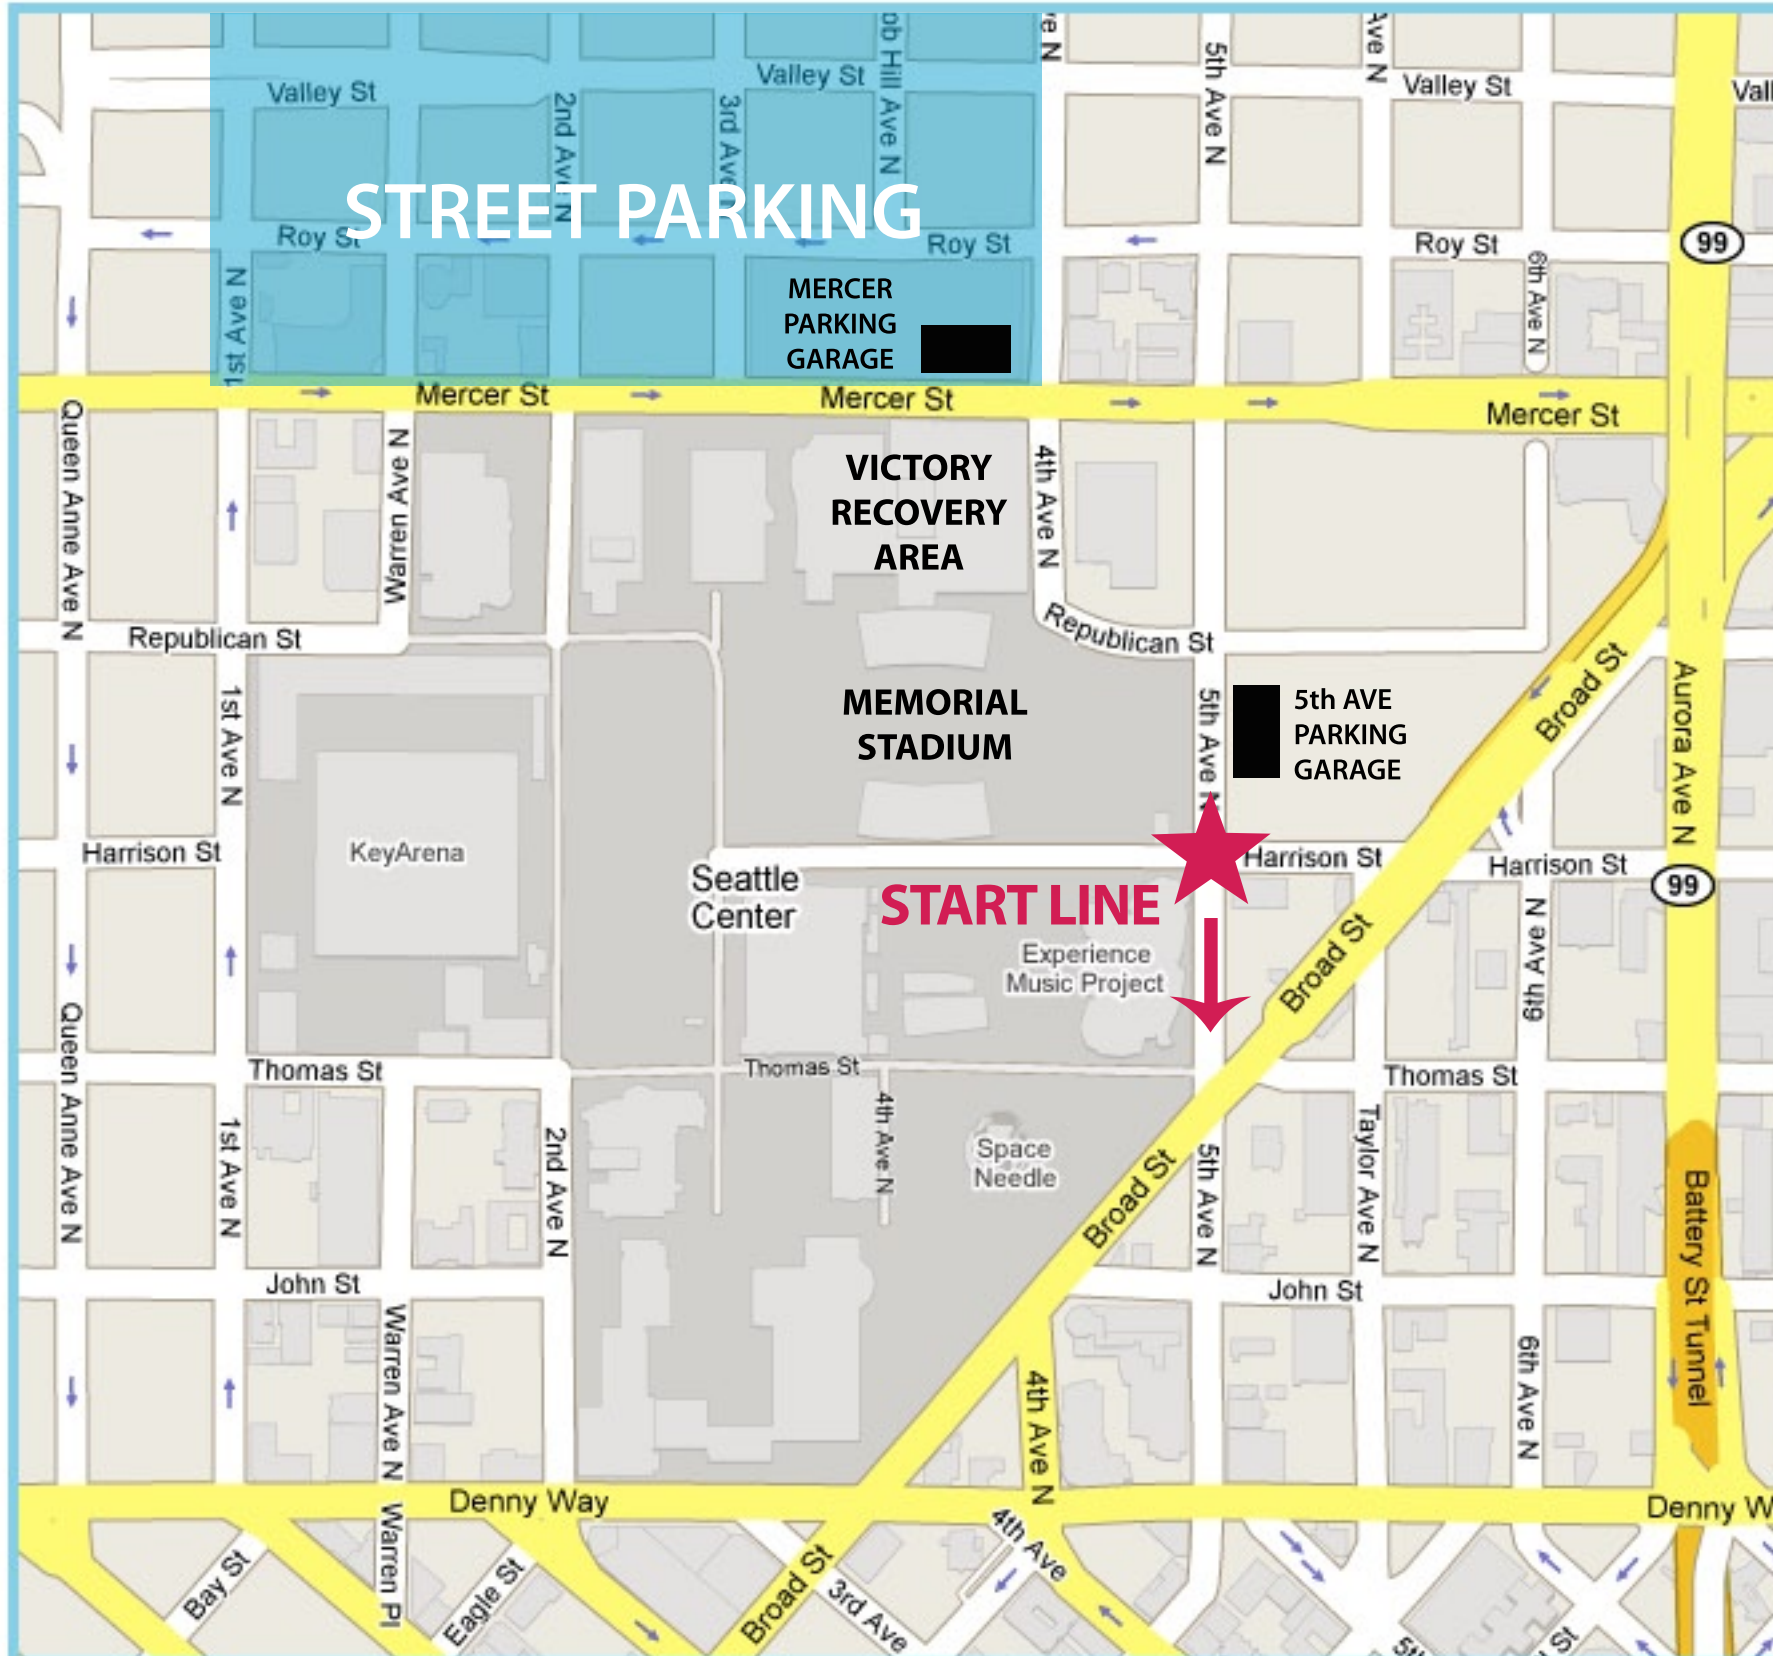 ob Hill Ave N
ve N
5th Ave N
Ave N
Valley St
Valley St
Valley St
Vall
2nd Ave N
3rd Ave N
STREET PARKING
Roy St
Roy St
Roy St
99
6th Ave N
1st Ave N
MERCER
PARKING
GARAGE
Mercer St
Mercer St
Mercer St
Queen Anne Ave N
Warren Ave N
VICTORY
RECOVERY
AREA
4th Ave N
Republican St
Republican St
1st Ave N
MEMORIAL
STADIUM
5th Ave N
5th AVE
PARKING
GARAGE
Broad St
Aurora Ave N
Harrison St
KeyArena
Seattle
Center
START LINE
Harrison St
Harrison St
99
Experience
Music Project
Broad St
6th Ave N
Queen Anne Ave N
Thomas St
Thomas St
Thomas St
1st Ave N
2nd Ave N
4th Ave N
Space
Needle
Broad St
5th Ave N
Taylor Ave N
Battery St Tunnel
John St
John St
Warren Ave N
4th Ave N
6th Ave N
Denny Way
Denny W
Bay St
Warren Pl
Eagle St
Broad St
3rd Ave
4th Ave
5th
St